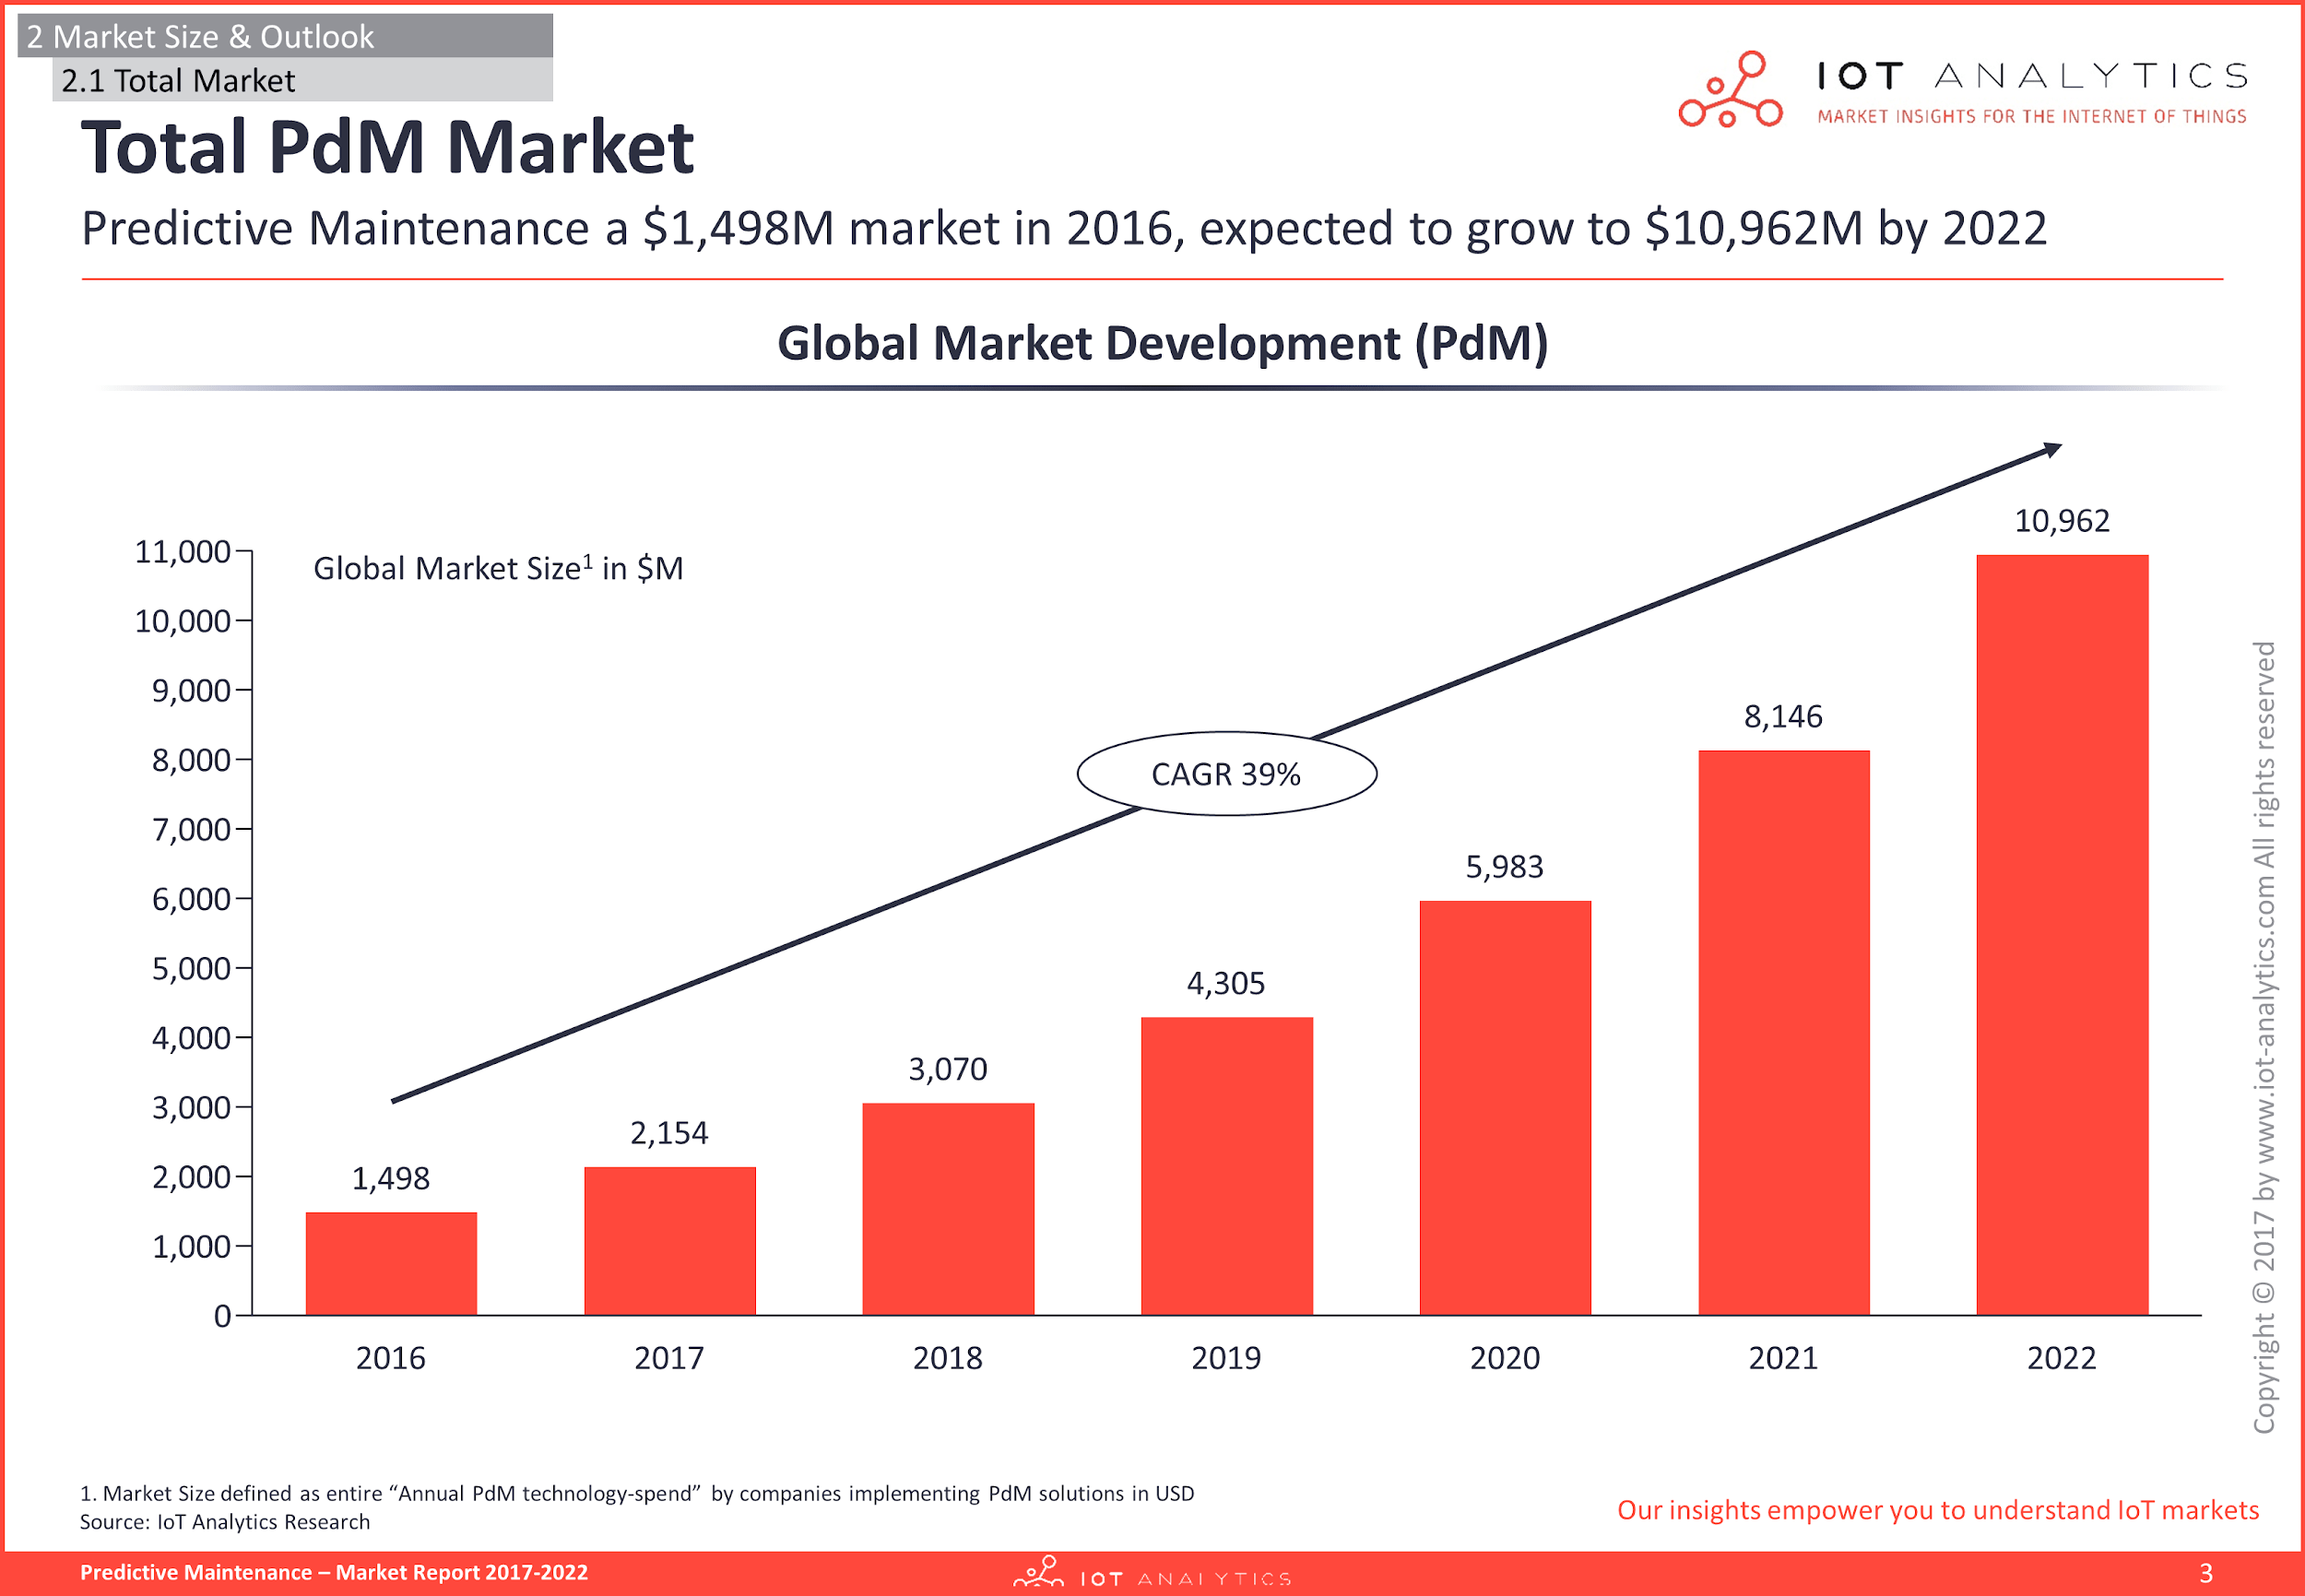 2 Market Size & Outlook
2.1 Total Market
IOT ANALYTICS
MARKET INSIGHTS FOR THE INTERNET OF THINGS
Total PdM Market
Predictive Maintenance a $1,498M market in 2016, expected to grow to $10,962M by 2022
Global Market Development (PdM)
Global Market Size¹ in $M
11,000
10,000
9,000
8,000
7,000
6,000
5,000
4,000
3,000
2,000
1,000
0
CAGR 39%
1,498
2,154
3,070
4,305
5,983
8,146
10,962
2016 2017 2018 2019 2020 2021 2022
Copyright © 2017 by www.iot-analytics.com All rights reserved
1. Market Size defined as entire “Annual PdM technology-spend” by companies implementing PdM solutions in USD
Source: IoT Analytics Research
Our insights empower you to understand IoT markets
Predictive Maintenance – Market Report 2017-2022
IOT ANALYTICS
3